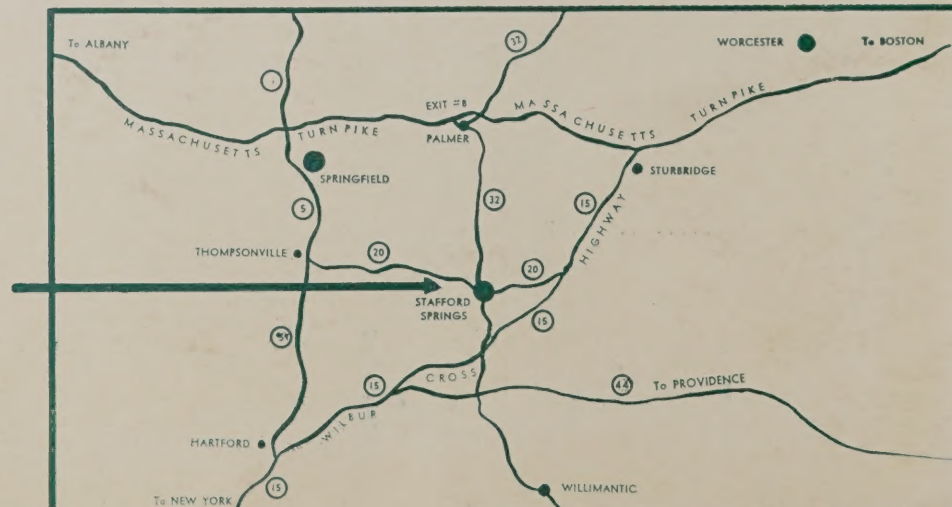 To ALBANY
32
WORCESTER
To BOSTON
EXIT #8
MASSACHUSETTS TURNPIKE
MASSACHUSETTS TURNPIKE
PALMER
SPRINGFIELD
STURBRIDGE
5
32
15
HIGHWAY
THOMPSONVILLE
20
20
STAFFORD
SPRINGS
15
15
WILBUR CROSS
44
To PROVIDENCE
HARTFORD
15
To NEW YORK
WILLIMANTIC